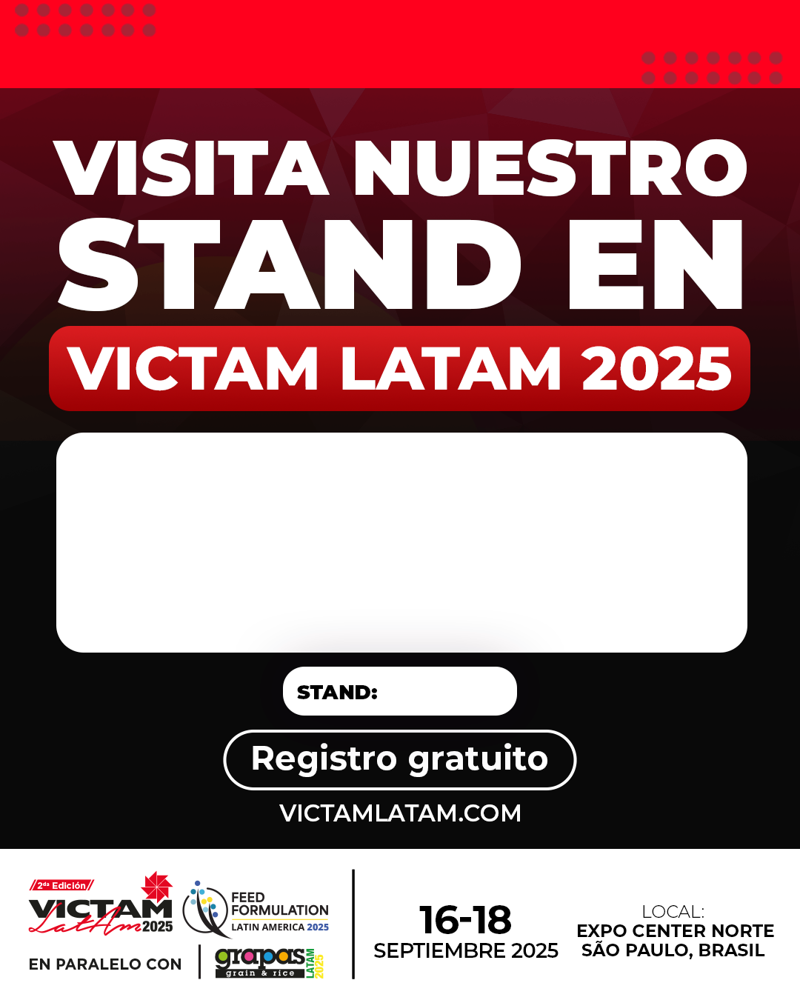 VISITA NUESTRO
STAND EN
VICTAM LATAM 2025
STAND:
Registro gratuito
VICTAMLATAM.COM
2da Edición
VICTAM
LatAm 2025
FEED
FORMULATION
LATIN AMERICA 2025
EN PARALELO CON
grapas
grain & rice
LATAM
2025
16-18
SEPTIEMBRE 2025
LOCAL:
EXPO CENTER NORTE
SÃO PAULO, BRASIL